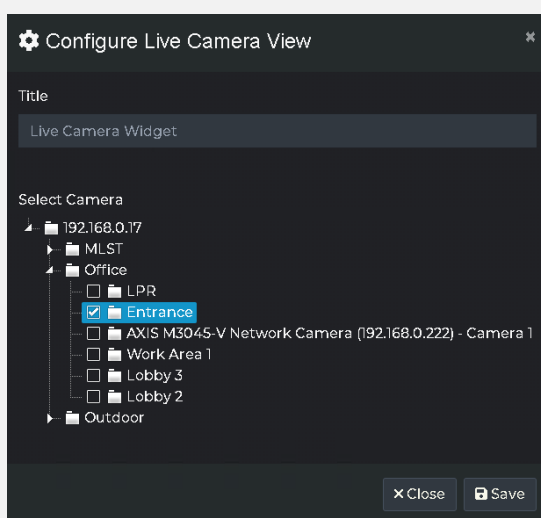 Configure Live Camera View
Title
Live Camera Widget
Select Camera
192.168.0.17
MLST
Office
LPR
Entrance
AXIS M3045-V Network Camera (192.168.0.222) - Camera 1
Work Area 1
Lobby 3
Lobby 2
Outdoor
Close Save